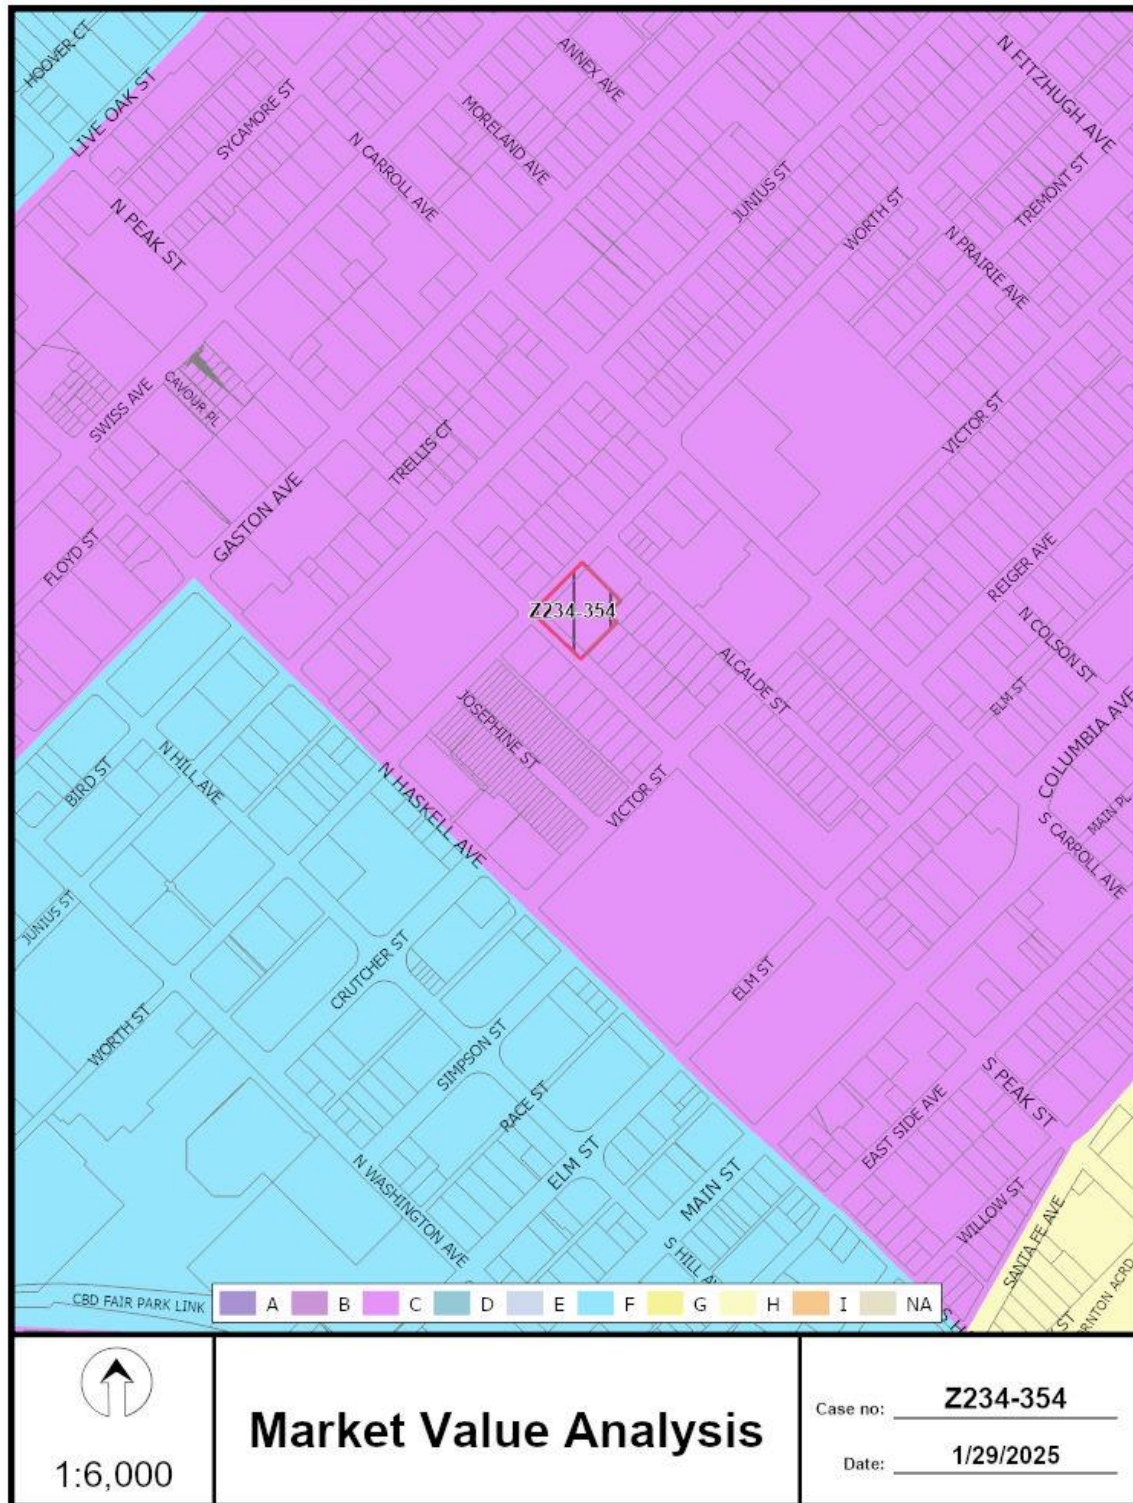 HOOVER CT
LIVE OAK ST
SYCAMORE ST
ANNEX AVE
MORELAND AVE
N CARROLL AVE
N FITZHUGH AVE
TREMONT ST
JUNIUS ST
WORTH ST
N PRAIRIE AVE
N PEAK ST
SWISS AVE
CAVOUR PL
TRELLIS CT
VICTOR ST
GASTON AVE
FLOYD ST
REIGER AVE
Z234-354
N COLSON ST
ALCALDE ST
ELM ST
COLUMBIA AVE
JOSEPHINE ST
BIRD ST
N HILL AVE
N HASKELL AVE
VICTOR ST
MAIN PL
S CARROLL AVE
JUNIUS ST
CRUTCHER ST
ELM ST
WORTH ST
SIMPSON ST
RACE ST
S PEAK ST
EAST SIDE AVE
ELM ST
MAIN ST
N WASHINGTON AVE
WILLOW ST
SANTA FE AVE
S HILL AV
RNTON ACRD
CBD FAIR PARK LINK
A B C D E F G H I NA
S H
ST
1:6,000
Market Value Analysis
Case no: Z234-354
Date: 1/29/2025